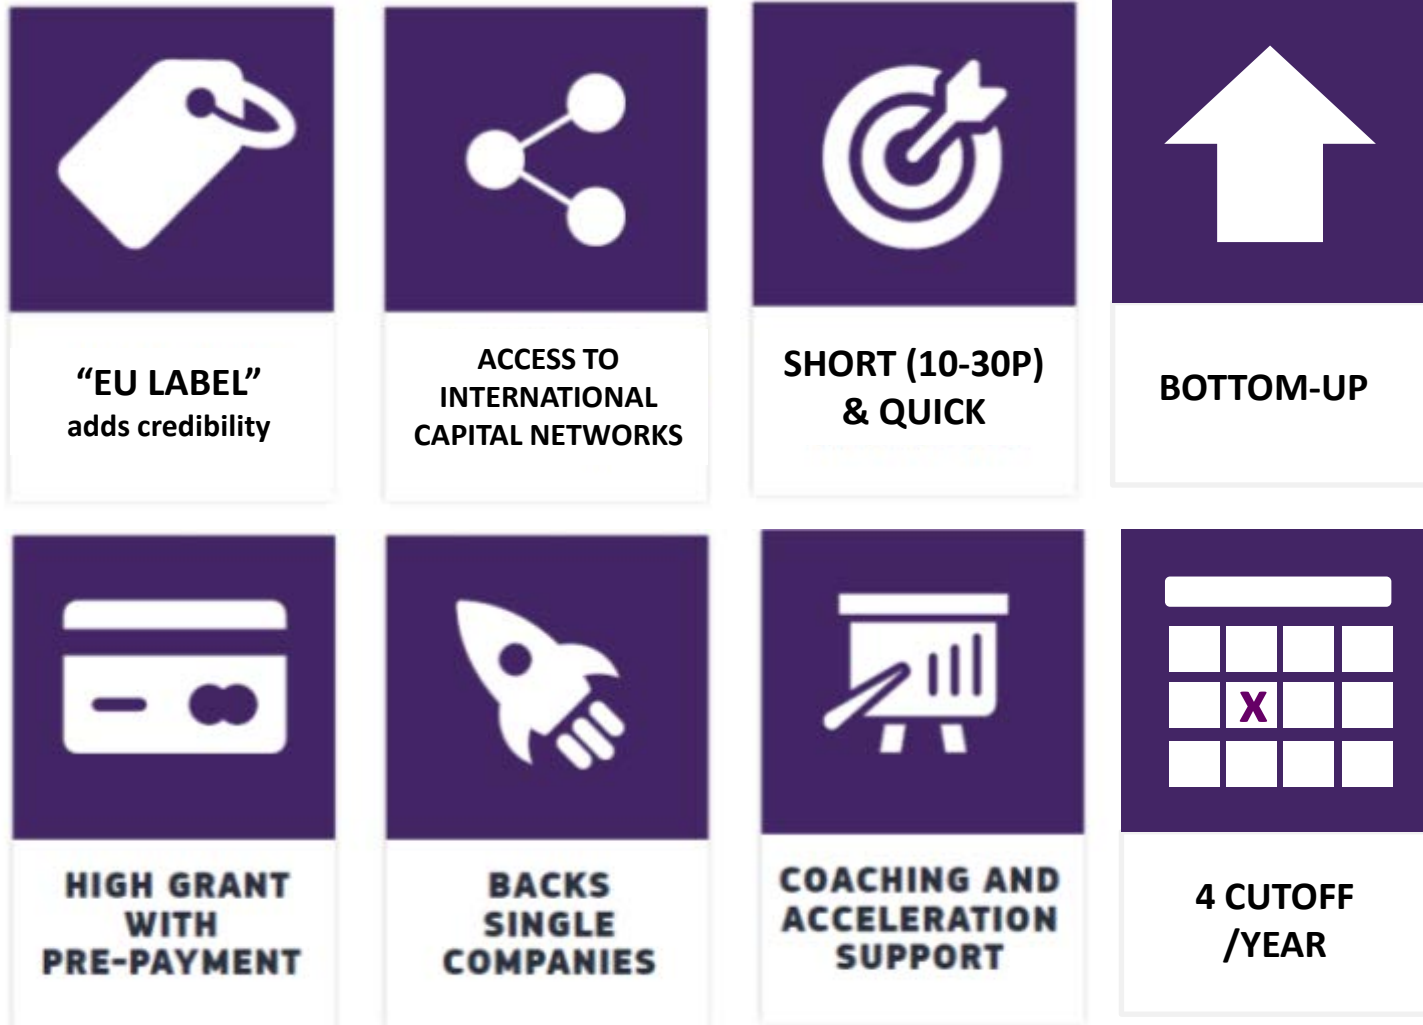 “EU LABEL”
adds credibility
ACCESS TO
INTERNATIONAL
CAPITAL NETWORKS
SHORT (10-30P)
& QUICK
BOTTOM-UP
X
HIGH GRANT
WITH
PRE-PAYMENT
BACKS
SINGLE
COMPANIES
COACHING AND
ACCELERATION
SUPPORT
4 CUTOFF
/YEAR